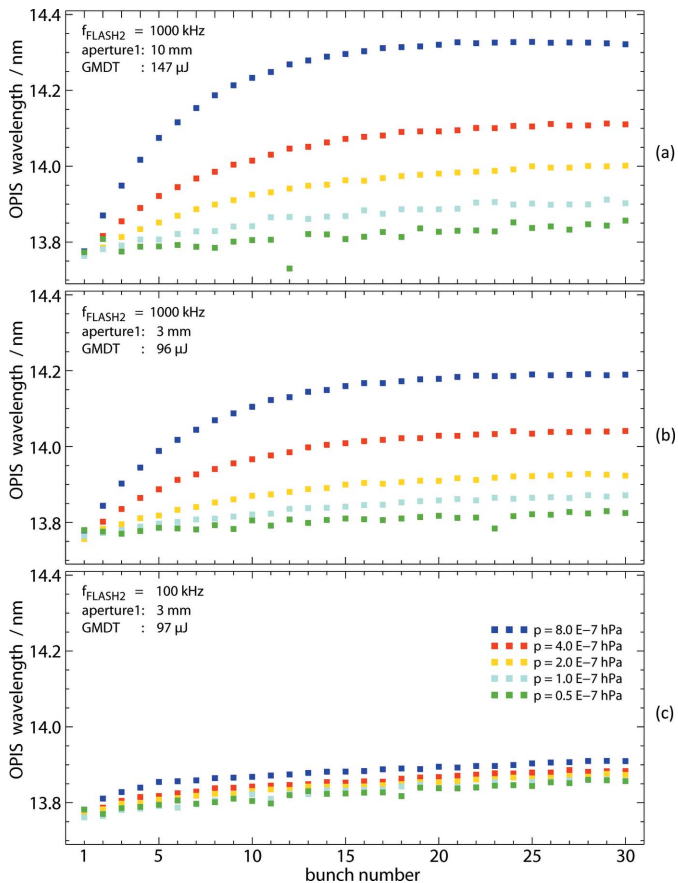 14.4
f_FLASH2 = 1000 kHz
aperture1: 10 mm
GMDT : 147 µJ
14.2
14.0
13.8
OPIS wavelength / nm
(a)
14.4
f_FLASH2 = 1000 kHz
aperture1: 3 mm
GMDT : 96 µJ
14.2
14.0
13.8
OPIS wavelength / nm
(b)
14.4
f_FLASH2 = 100 kHz
aperture1: 3 mm
GMDT : 97 µJ
14.2
14.0
13.8
OPIS wavelength / nm
p = 8.0 E−7 hPa
p = 4.0 E−7 hPa
p = 2.0 E−7 hPa
p = 1.0 E−7 hPa
p = 0.5 E−7 hPa
(c)
1 5 10 15 20 25 30
bunch number